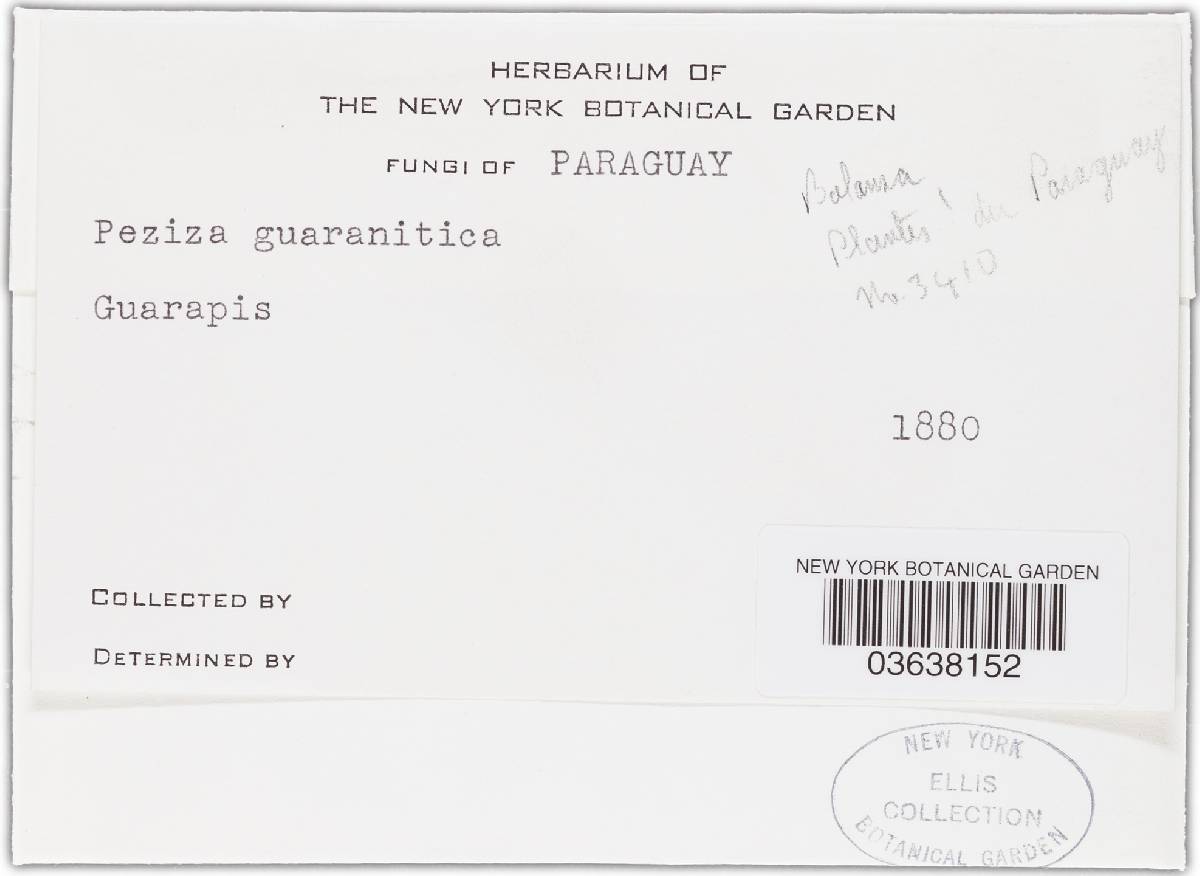 HERBARIUM OF
THE NEW YORK BOTANICAL GARDEN
FUNGI OF PARAGUAY
Balansa
Plantes du Paraguay
No. 3410
Peziza guaranitica
Guarapis
1880
COLLECTED BY
DETERMINED BY
NEW YORK BOTANICAL GARDEN
03638152
NEW YORK
ELLIS
COLLECTION
BOTANICAL GARDEN